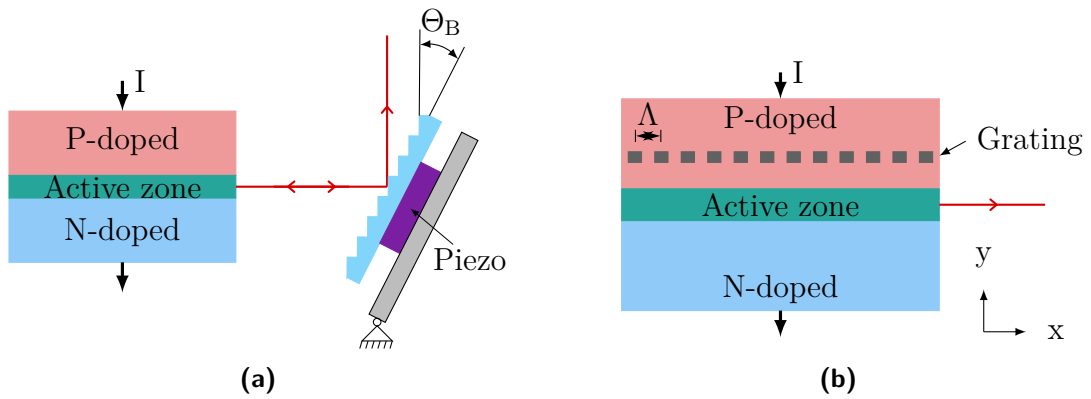 Θ_B
I
P-doped
Active zone
N-doped
Piezo
(a)
I
Λ
P-doped
Grating
Active zone
N-doped
y
x
(b)